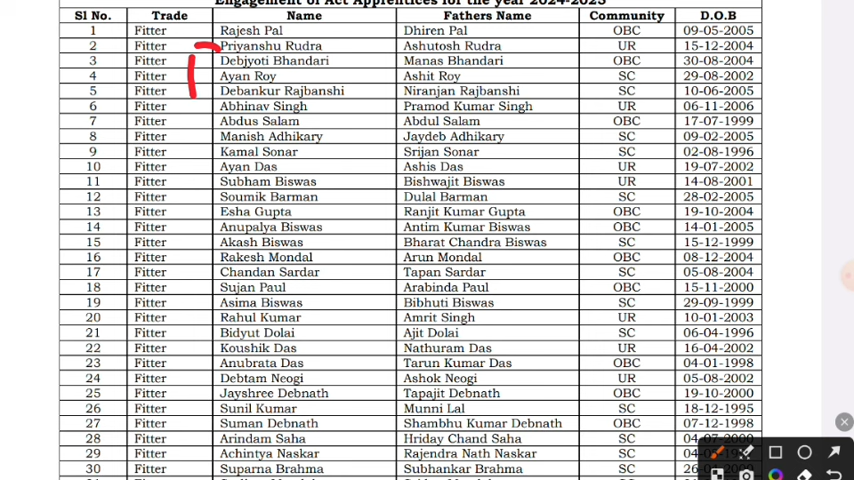 Engagement of Act Apprentices for the year 2024-2025
Sl No. Trade Name Fathers Name Community D.O.B
1 Fitter Rajesh Pal Dhiren Pal OBC 09-05-2005
2 Fitter Priyanshu Rudra Ashutosh Rudra UR 15-12-2004
3 Fitter Debjyoti Bhandari Manas Bhandari OBC 30-08-2004
4 Fitter Ayan Roy Ashit Roy SC 29-08-2002
5 Fitter Debankur Rajbanshi Niranjan Rajbanshi SC 10-06-2005
6 Fitter Abhinav Singh Pramod Kumar Singh UR 06-11-2006
7 Fitter Abdus Salam Abdul Salam OBC 17-07-1999
8 Fitter Manish Adhikary Jaydeb Adhikary SC 09-02-2005
9 Fitter Kamal Sonar Srijan Sonar SC 02-08-1996
10 Fitter Ayan Das Ashis Das UR 19-07-2002
11 Fitter Subham Biswas Bishwajit Biswas UR 14-08-2001
12 Fitter Soumik Barman Dulal Barman SC 28-02-2005
13 Fitter Esha Gupta Ranjit Kumar Gupta OBC 19-10-2004
14 Fitter Anupalya Biswas Antim Kumar Biswas OBC 14-01-2005
15 Fitter Akash Biswas Bharat Chandra Biswas SC 15-12-1999
16 Fitter Rakesh Mondal Arun Mondal OBC 08-12-2004
17 Fitter Chandan Sardar Tapan Sardar SC 05-08-2004
18 Fitter Sujan Paul Arabinda Paul OBC 15-11-2000
19 Fitter Asima Biswas Bibhuti Biswas SC 29-09-1999
20 Fitter Rahul Kumar Amrit Singh UR 10-01-2003
21 Fitter Bidyut Dolai Ajit Dolai SC 06-04-1996
22 Fitter Koushik Das Nathuram Das UR 16-04-2002
23 Fitter Anubrata Das Tarun Kumar Das OBC 04-01-1998
24 Fitter Debtam Neogi Ashok Neogi UR 05-08-2002
25 Fitter Jayshree Debnath Tapajit Debnath OBC 19-10-2000
26 Fitter Sunil Kumar Munni Lal SC 18-12-1995
27 Fitter Suman Debnath Shambhu Kumar Debnath OBC 07-12-1998
28 Fitter Arindam Saha Hriday Chand Saha SC
29 Fitter Achintya Naskar Rajendra Nath Naskar SC
30 Fitter Suparna Brahma Subhankar Brahma SC